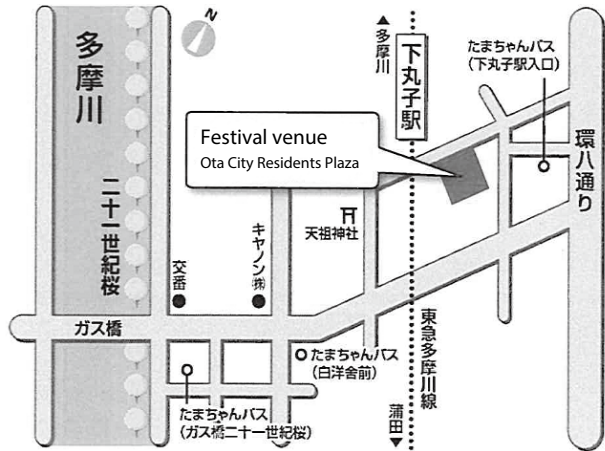 N
多摩川
二十一世紀桜
▲多摩川
下丸子駅
たまちゃんバス
(下丸子駅入口)
Festival venue
Ota City Residents Plaza
環八通り
天祖神社
キヤノン㈱
交番
ガス橋
たまちゃんバス
(白洋舎前)
東急多摩川線
たまちゃんバス
(ガス橋二十一世紀桜)
蒲田▼